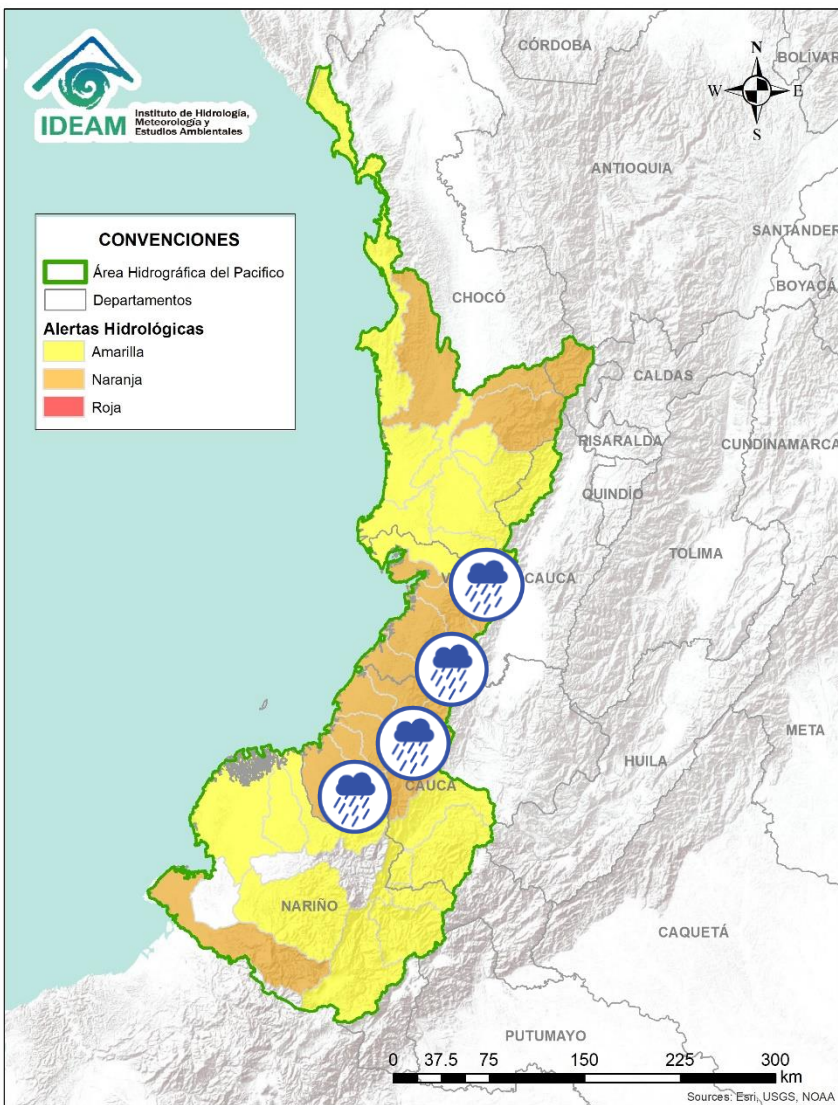 IDEAM
Instituto de Hidrología,
Meteorología y
Estudios Ambientales
CÓRDOBA
BOLÍVAR
N
W
E
S
ANTIOQUIA
SANTANDER
BOYACÁ
CONVENCIONES
Área Hidrográfica del Pacifico
Departamentos
Alertas Hidrológicas
Amarilla
Naranja
Roja
CHOCÓ
CALDAS
RISARALDA
CUNDINAMARCA
QUINDÍO
TOLIMA
CAUCA
META
HUILA
CAUCA
NARIÑO
CAQUETÁ
PUTUMAYO
0 37.5 75 150 225 300
km
Sources: Esri, USGS, NOAA